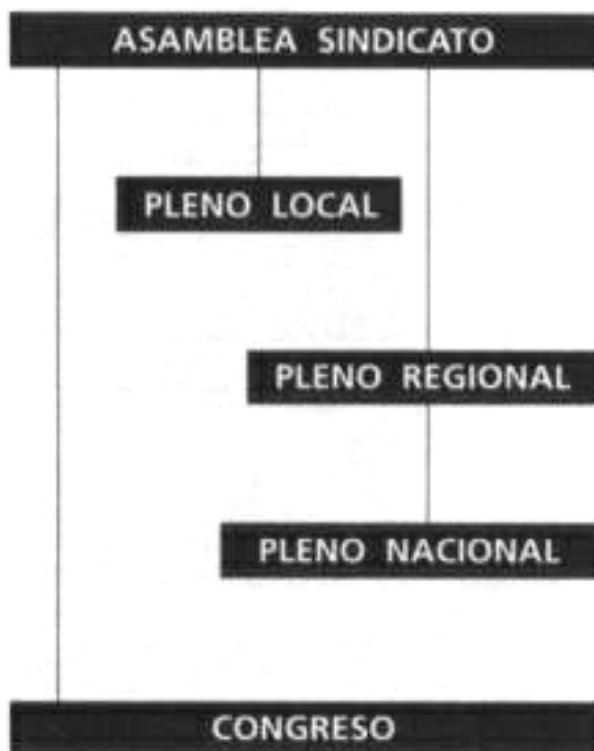 ASAMBLEA SINDICATO
PLENO LOCAL
PLENO REGIONAL
PLENO NACIONAL
CONGRESO